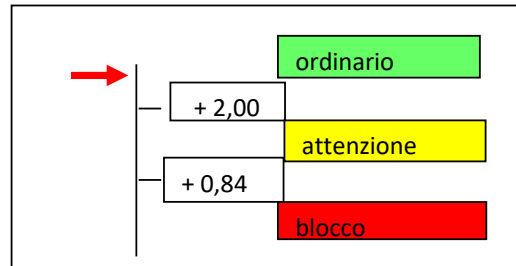 ordinario
+ 2,00
attenzione
+ 0,84
blocco